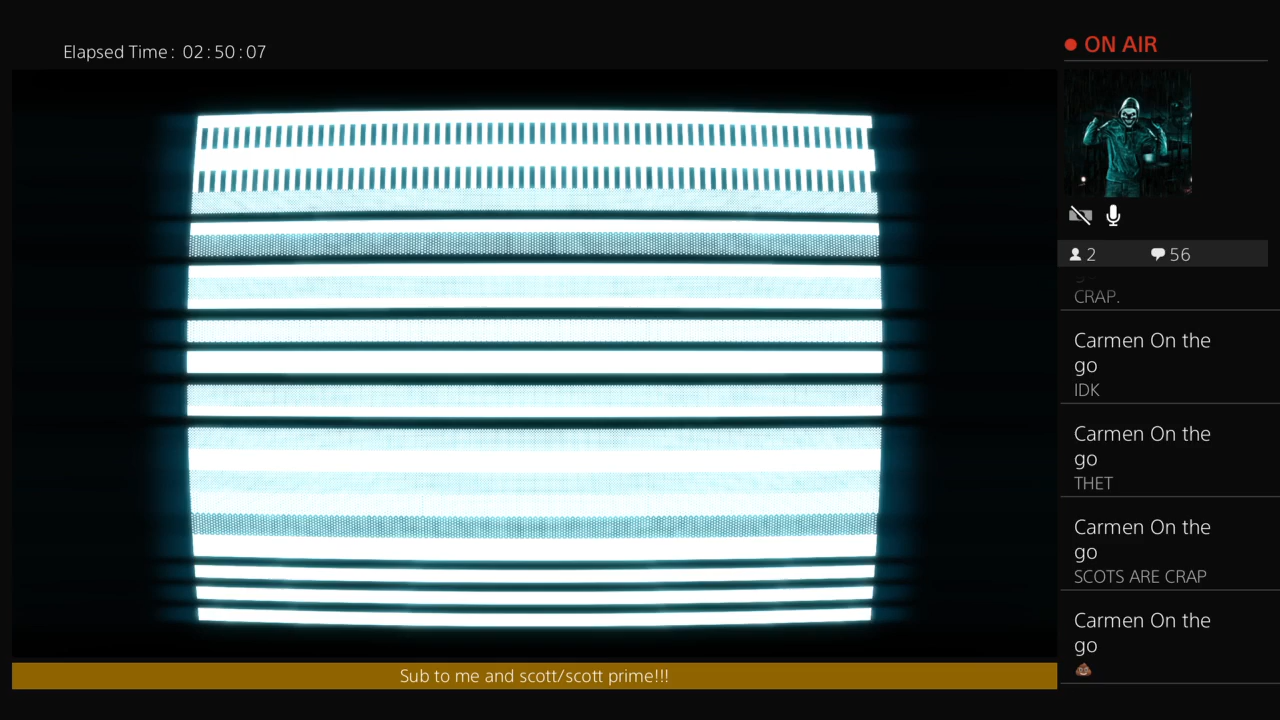 Elapsed Time: 02:50:07
ON AIR
2 56
CRAP.
Carmen On the
go
IDK
Carmen On the
go
THET
Carmen On the
go
SCOTS ARE CRAP
Carmen On the
go
💩
Sub to me and scott/scott prime!!!